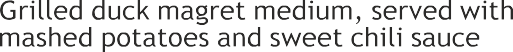 Grilled duck magret medium, served with
mashed potatoes and sweet chili sauce